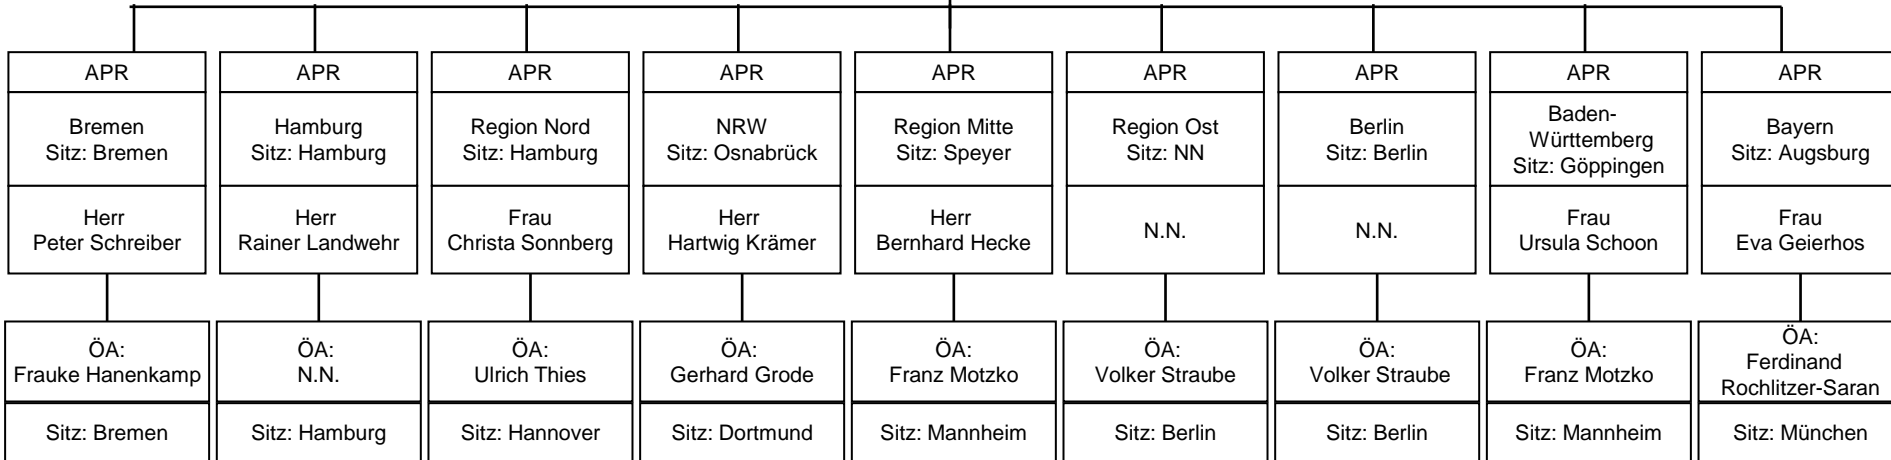 APR
Bremen
Sitz: Bremen
Herr
Peter Schreiber
ÖA:
Frauke Hanenkamp
Sitz: Bremen
APR
Hamburg
Sitz: Hamburg
Herr
Rainer Landwehr
ÖA:
N.N.
Sitz: Hamburg
APR
Region Nord
Sitz: Hamburg
Frau
Christa Sonnberg
ÖA:
Ulrich Thies
Sitz: Hannover
APR
NRW
Sitz: Osnabrück
Herr
Hartwig Krämer
ÖA:
Gerhard Grode
Sitz: Dortmund
APR
Region Mitte
Sitz: Speyer
Herr
Bernhard Hecke
ÖA:
Franz Motzko
Sitz: Mannheim
APR
Region Ost
Sitz: NN
N.N.
ÖA:
Volker Straube
Sitz: Berlin
APR
Berlin
Sitz: Berlin
N.N.
ÖA:
Volker Straube
Sitz: Berlin
APR
Baden-
Württemberg
Sitz: Göppingen
Frau
Ursula Schoon
ÖA:
Franz Motzko
Sitz: Mannheim
APR
Bayern
Sitz: Augsburg
Frau
Eva Geierhos
ÖA:
Ferdinand
Rochlitzer-Saran
Sitz: München